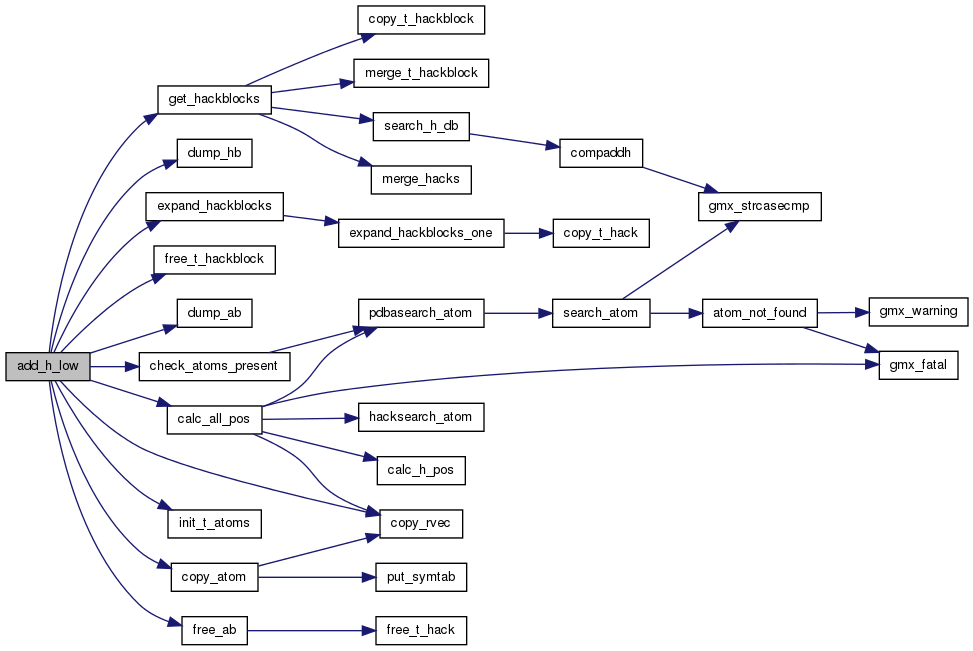 copy_t_hackblock
merge_t_hackblock
get_hackblocks
search_h_db
dump_hb
compaddh
merge_hacks
expand_hackblocks
gmx_strcasecmp
expand_hackblocks_one
copy_t_hack
free_t_hackblock
dump_ab
pdbasearch_atom
search_atom
atom_not_found
gmx_warning
add_h_low
check_atoms_present
gmx_fatal
calc_all_pos
hacksearch_atom
calc_h_pos
init_t_atoms
copy_rvec
copy_atom
put_symtab
free_ab
free_t_hack